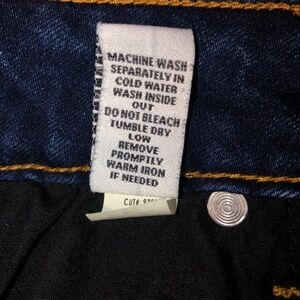 MACHINE WASH
SEPARATELY IN
COLD WATER
WASH INSIDE
OUT
DO NOT BLEACH
TUMBLE DRY
LOW
REMOVE
PROMPTLY
WARM IRON
IF NEEDED
CUT#: